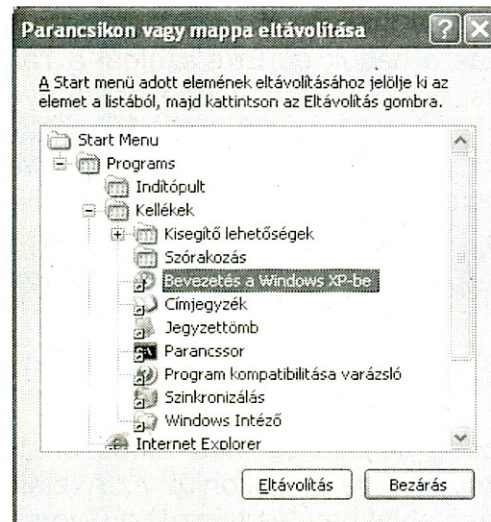 Parancsikon vagy mappa eltávolítása
A Start menü adott elemének eltávolításához jelölje ki az
elemet a listából, majd kattintson az Eltávolítás gombra.
Start Menu
Programs
Indítópult
Kellékek
Kisegítő lehetőségek
Szórakozás
Bevezetés a Windows XP-be
Címjegyzék
Jegyzettömb
Parancssor
Program kompatibilitása varázsló
Szinkronizálás
Windows Intéző
Internet Explorer
Eltávolítás Bezárás